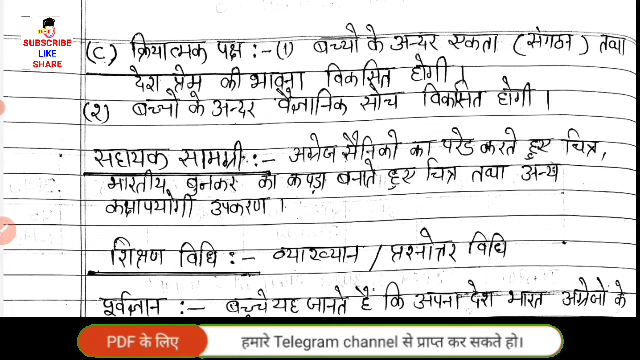 SUBSCRIBE
LIKE
SHARE
(C) क्रियात्मक पक्ष :- (1) बच्चो के अन्दर एकता (संगठन) तथा
देश प्रेम की भावना विकसित होगी।
(२) बच्चो के अन्दर वैज्ञानिक सोच विकसित होगी।
सहायक सामग्री :- अंग्रेज सैनिको का परेड करते हुए चित्र,
भारतीय बुनकर का कपड़ा बनाते हुए चित्र तथा अन्य
कक्षापयोगी उपकरण।
शिक्षण विधि :- व्याख्यान / प्रश्नोत्तर विधि
पूर्वज्ञान :- बच्चे यह जानते हैं कि अपना देश भारत अंग्रेजों के
PDF के लिए
हमारे Telegram channel से प्राप्त कर सकते हो।